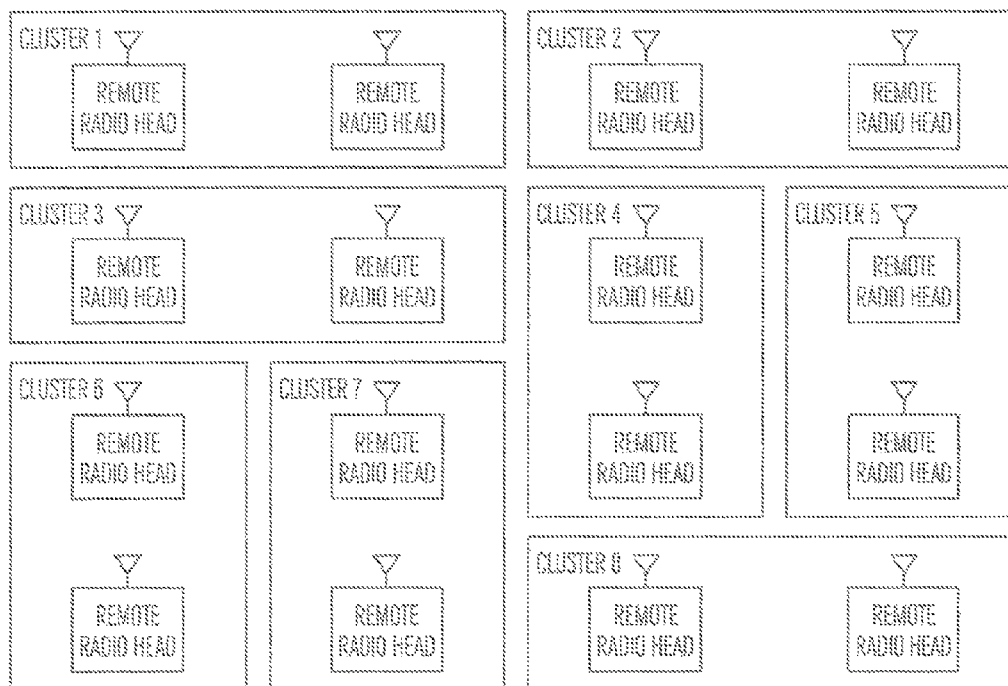 CLUSTER 1
REMOTE
RADIO HEAD
REMOTE
RADIO HEAD
CLUSTER 2
REMOTE
RADIO HEAD
REMOTE
RADIO HEAD
CLUSTER 3
REMOTE
RADIO HEAD
REMOTE
RADIO HEAD
CLUSTER 4
REMOTE
RADIO HEAD
REMOTE
RADIO HEAD
CLUSTER 5
REMOTE
RADIO HEAD
REMOTE
RADIO HEAD
CLUSTER 6
REMOTE
RADIO HEAD
REMOTE
RADIO HEAD
CLUSTER 7
REMOTE
RADIO HEAD
REMOTE
RADIO HEAD
CLUSTER 8
REMOTE
RADIO HEAD
REMOTE
RADIO HEAD